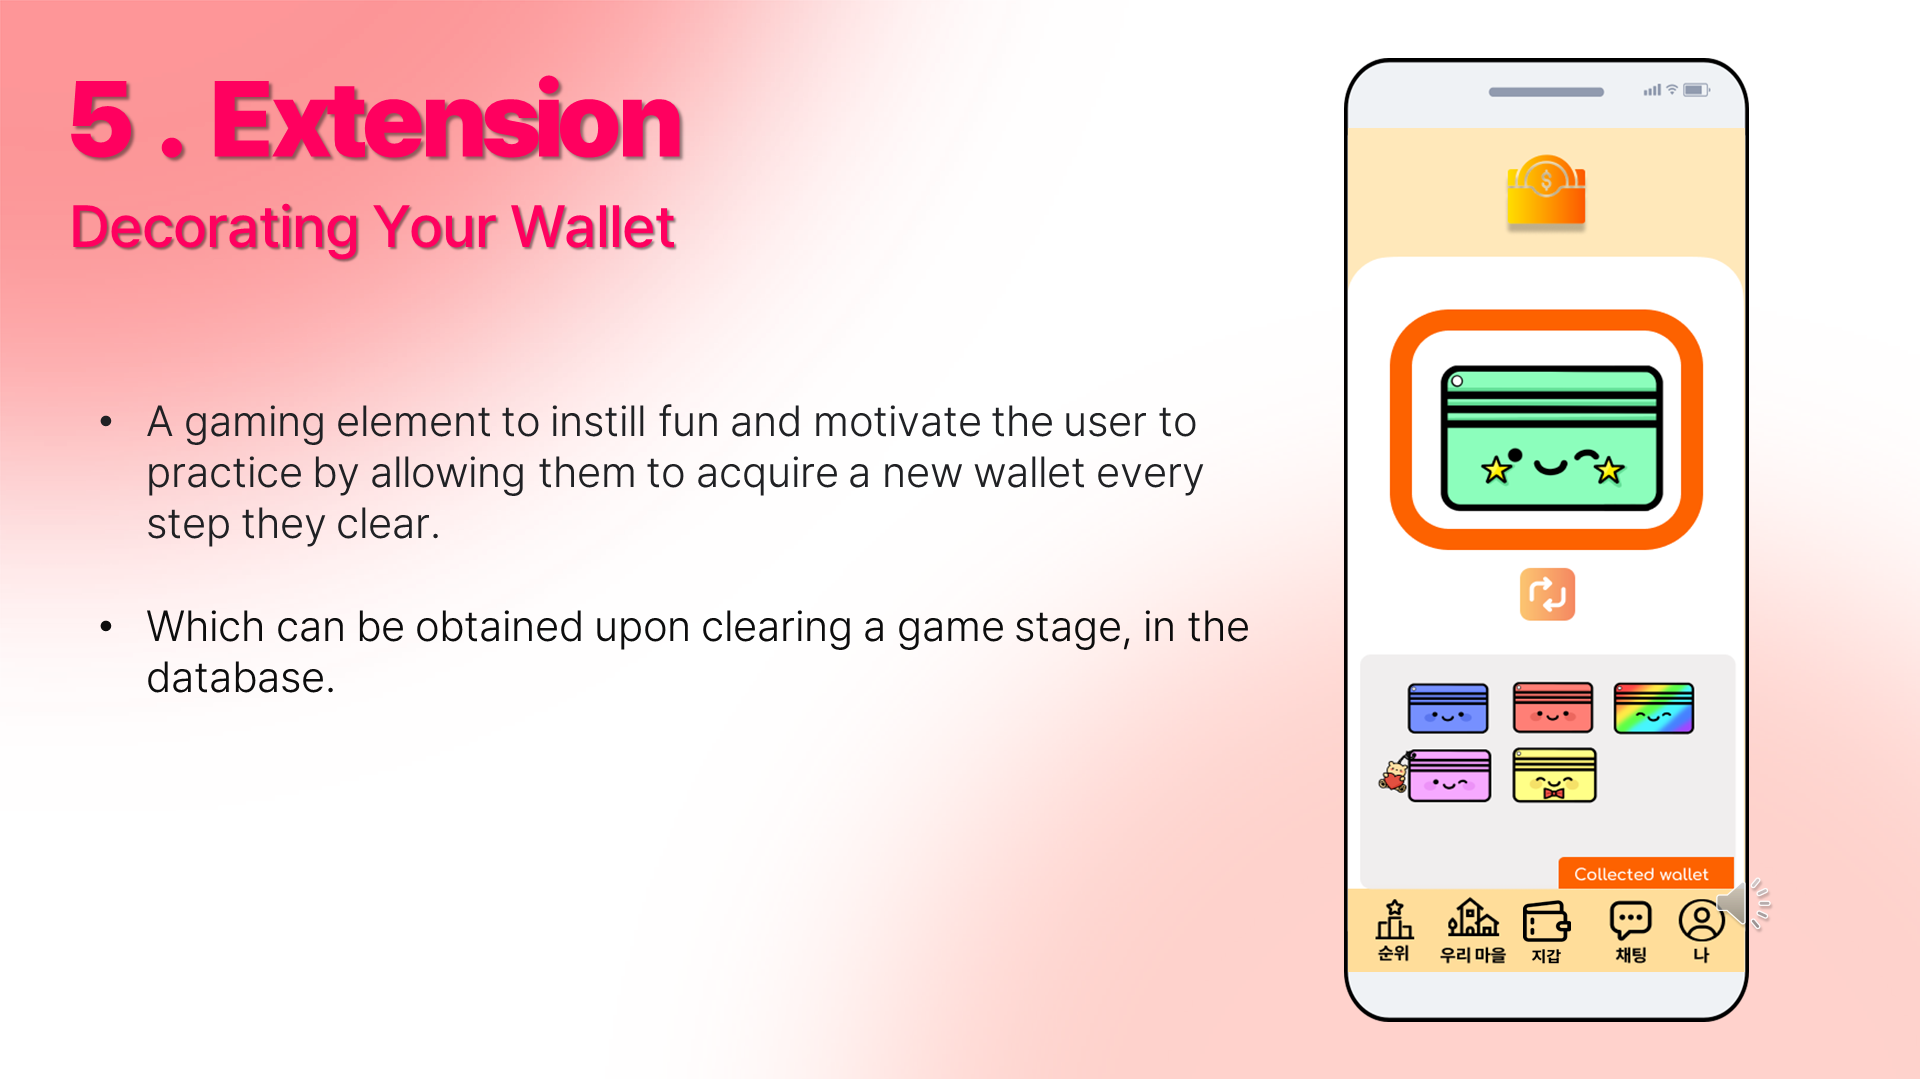 5 . Extension
Decorating Your Wallet
• A gaming element to instill fun and motivate the user to
practice by allowing them to acquire a new wallet every
step they clear.
• Which can be obtained upon clearing a game stage, in the
database.
$
Collected wallet
순위 우리 마을 지갑 채팅 나